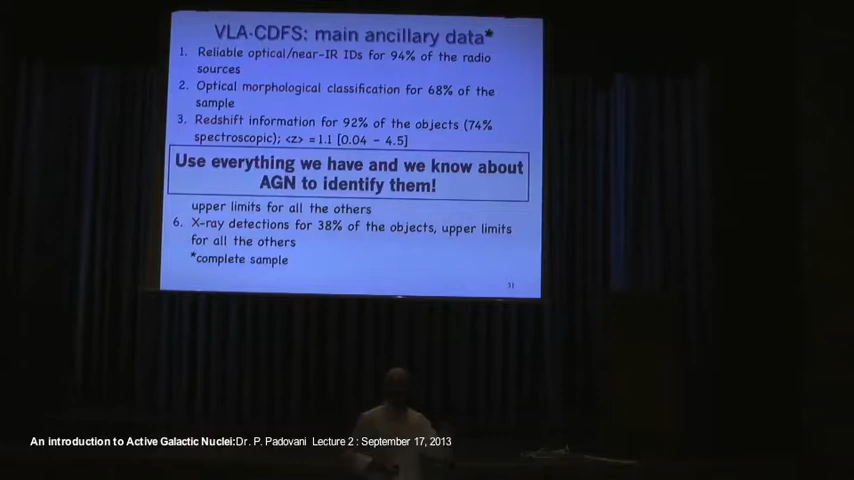 VLA-CDFS: main ancillary data*
1. Reliable optical/near-IR IDs for 94% of the radio
sources
2. Optical morphological classification for 68% of the
sample
3. Redshift information for 92% of the objects (74%
spectroscopic); <z> = 1.1 [0.04 - 4.5]
Use everything we have and we know about
AGN to identify them!
upper limits for all the others
6. X-ray detections for 38% of the objects, upper limits
for all the others
*complete sample
31
An introduction to Active Galactic Nuclei:Dr. P. Padovani Lecture 2 : September 17, 2013